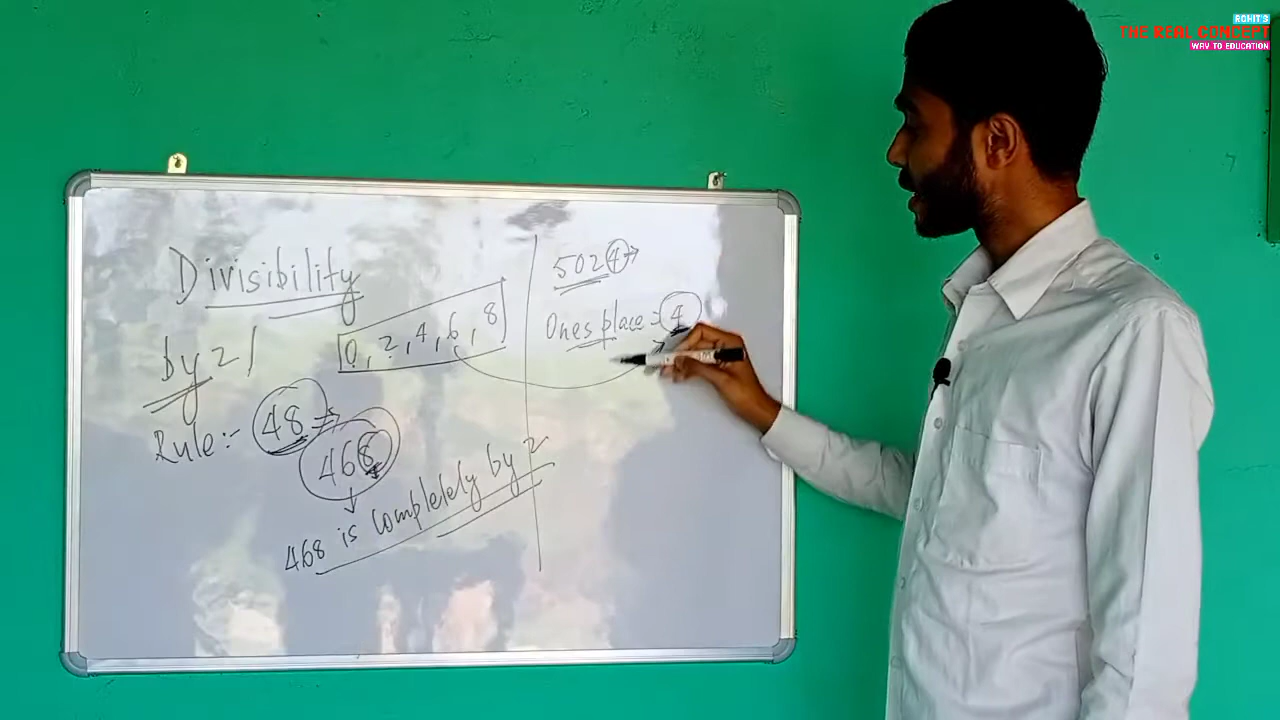 ROHIT'S
THE REAL CONCEPT
WAY TO EDUCATION
Divisibility
by 2
0, 2, 4, 6, 8
Rule:- 48 ⇒
468
↓
468 is complelely by 2
5024→
Ones place = 4